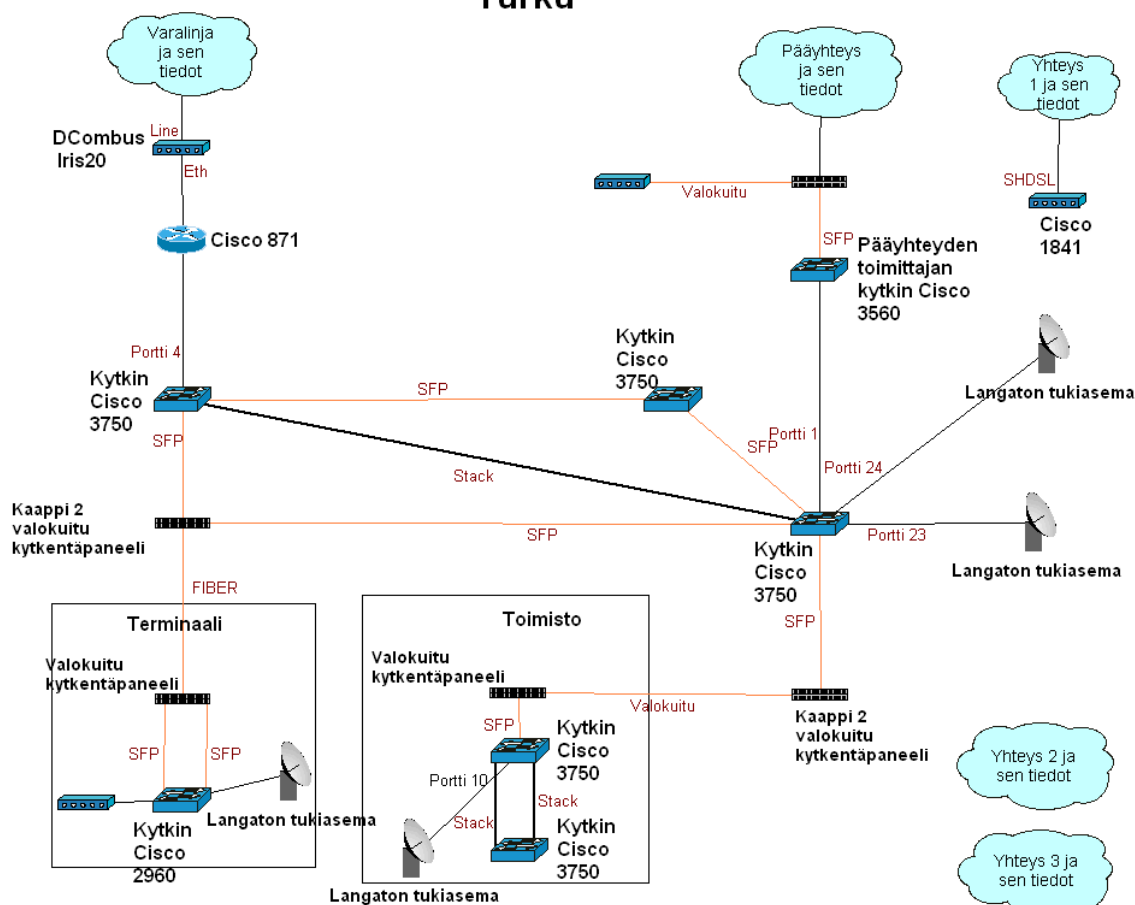 Turku
Varalinja
ja sen
tiedot
Pääyhteys
ja sen
tiedot
Yhteys
1 ja sen
tiedot
Line
DCombus
Iris20
Eth
Valokuitu
SHDSL
Cisco
1841
Cisco 871
SFP
Pääyhteyden
toimittajan
kytkin Cisco
3560
Portti 4
Kytkin
Cisco
3750
SFP
Kytkin
Cisco
3750
Langaton tukiasema
SFP
Stack
SFP
Portti 1
Portti 24
Kaappi 2
valokuitu
kytkentäpaneeli
SFP
Kytkin
Cisco
3750
Portti 23
Langaton tukiasema
FIBER
SFP
Terminaali
Valokuitu
kytkentäpaneeli
SFP
SFP
Langaton tukiasema
Kytkin
Cisco
2960
Toimisto
Valokuitu
kytkentäpaneeli
Valokuitu
SFP
Kytkin
Cisco
3750
Portti 10
Stack
Stack
Kytkin
Cisco
3750
Langaton tukiasema
Kaappi 2
valokuitu
kytkentäpaneeli
Yhteys 2 ja
sen tiedot
Yhteys 3 ja
sen tiedot